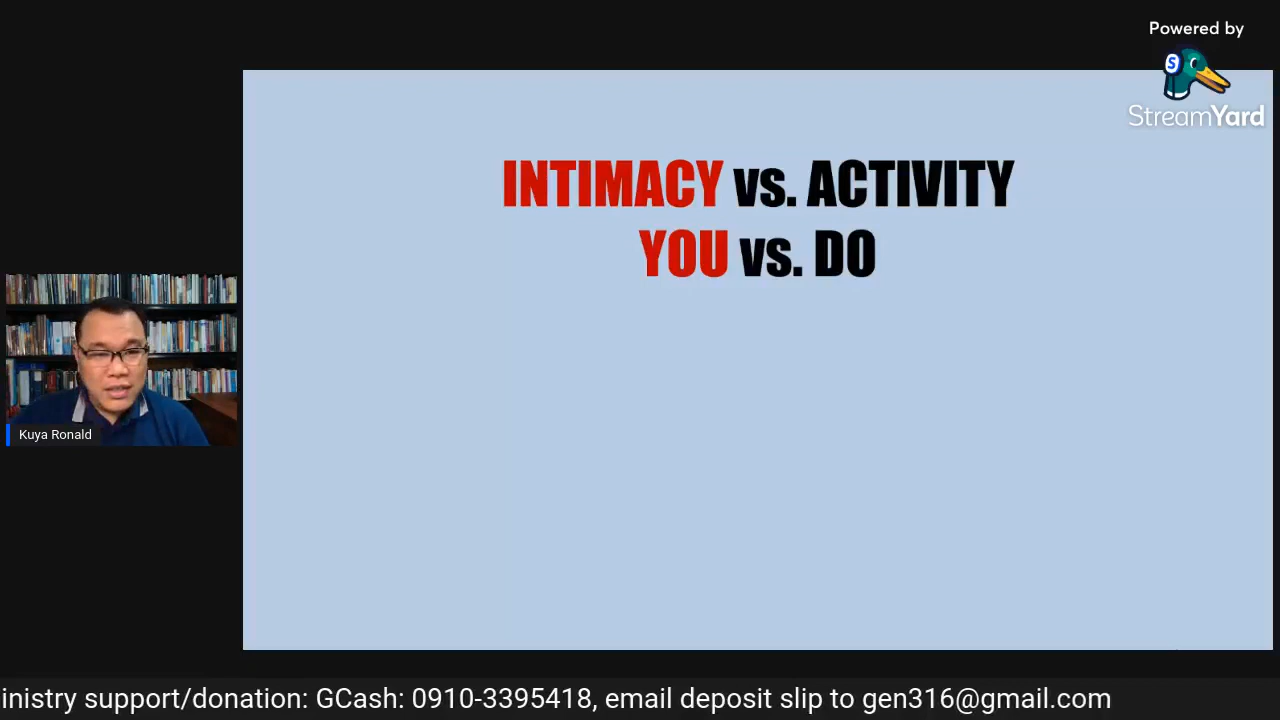 Powered by
S
StreamYard
INTIMACY vs. ACTIVITY
YOU vs. DO
Kuya Ronald
inistry support/donation: GCash: 0910-3395418, email deposit slip to gen316@gmail.com